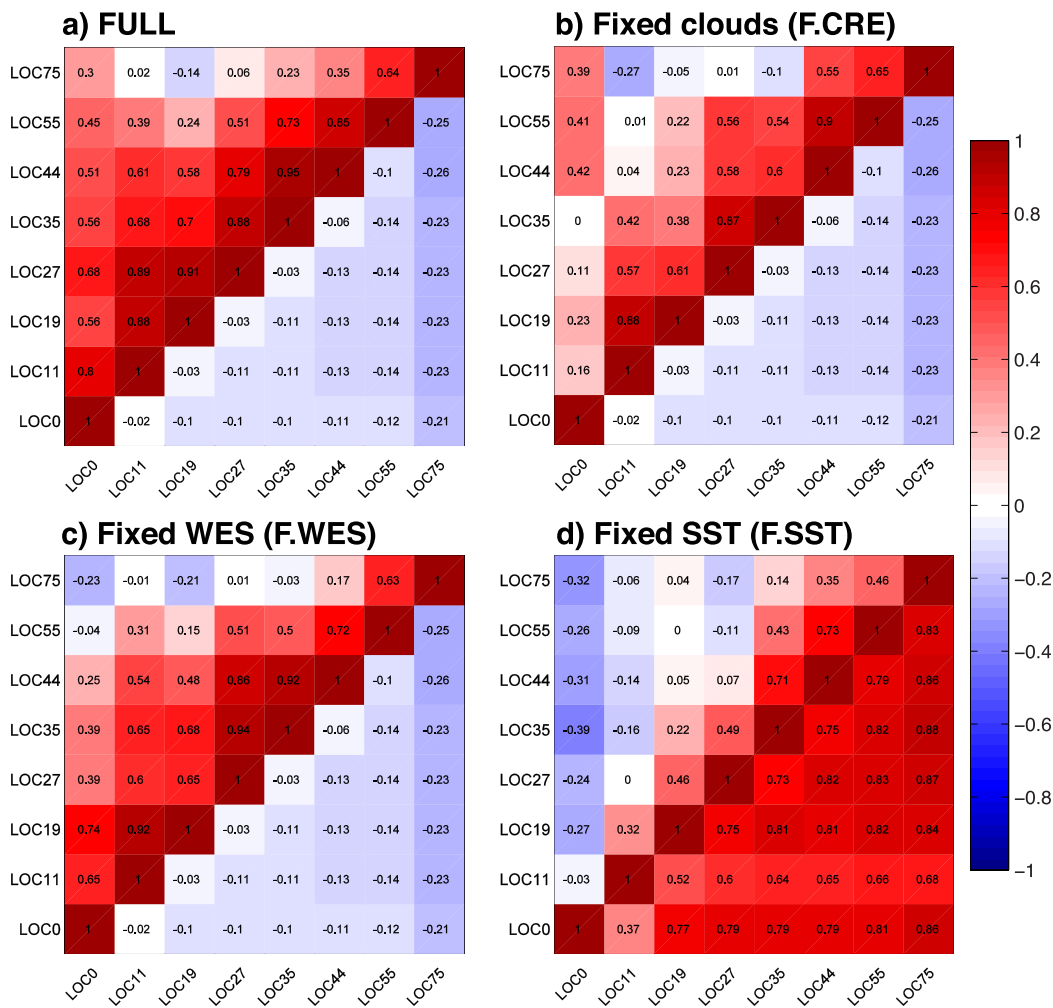 a) FULL
LOC75 0.3 0.02 -0.14 0.06 0.23 0.35 0.64 1
LOC55 0.45 0.39 0.24 0.51 0.73 0.85 1 -0.25
LOC44 0.51 0.61 0.58 0.79 0.95 1 -0.1 -0.26
LOC35 0.56 0.68 0.7 0.88 1 -0.06 -0.14 -0.23
LOC27 0.68 0.89 0.91 1 -0.03 -0.13 -0.14 -0.23
LOC19 0.56 0.88 1 -0.03 -0.11 -0.13 -0.14 -0.23
LOC11 0.8 1 -0.03 -0.11 -0.11 -0.13 -0.14 -0.23
LOC0 1 -0.02 -0.1 -0.1 -0.1 -0.11 -0.12 -0.21
LOC0 LOC11 LOC19 LOC27 LOC35 LOC44 LOC55 LOC75
b) Fixed clouds (F.CRE)
LOC75 0.39 -0.27 -0.05 0.01 -0.1 0.55 0.65 1
LOC55 0.41 0.01 0.22 0.56 0.54 0.9 1 -0.25
LOC44 0.42 0.04 0.23 0.58 0.6 1 -0.1 -0.26
LOC35 0 0.42 0.38 0.87 1 -0.06 -0.14 -0.23
LOC27 0.11 0.57 0.61 1 -0.03 -0.13 -0.14 -0.23
LOC19 0.23 0.86 1 -0.03 -0.11 -0.13 -0.14 -0.23
LOC11 0.16 1 -0.03 -0.11 -0.11 -0.13 -0.14 -0.23
LOC0 1 -0.02 -0.1 -0.1 -0.1 -0.11 -0.12 -0.21
LOC0 LOC11 LOC19 LOC27 LOC35 LOC44 LOC55 LOC75
c) Fixed WES (F.WES)
LOC75 -0.23 -0.01 -0.21 0.01 -0.03 0.17 0.63 1
LOC55 -0.04 0.31 0.15 0.51 0.5 0.72 1 -0.25
LOC44 0.25 0.54 0.48 0.86 0.92 1 -0.1 -0.26
LOC35 0.39 0.65 0.68 0.94 1 -0.06 -0.14 -0.23
LOC27 0.39 0.6 0.65 1 -0.03 -0.13 -0.14 -0.23
LOC19 0.74 0.92 1 -0.03 -0.11 -0.13 -0.14 -0.23
LOC11 0.65 1 -0.03 -0.11 -0.11 -0.13 -0.14 -0.23
LOC0 1 -0.02 -0.1 -0.1 -0.1 -0.11 -0.12 -0.21
LOC0 LOC11 LOC19 LOC27 LOC35 LOC44 LOC55 LOC75
d) Fixed SST (F.SST)
LOC75 -0.32 -0.06 0.04 -0.17 0.14 0.35 0.46 1
LOC55 -0.26 -0.09 0 -0.11 0.43 0.73 1 0.83
LOC44 -0.31 -0.14 0.05 0.07 0.71 1 0.79 0.86
LOC35 -0.39 -0.16 0.22 0.49 1 0.75 0.82 0.88
LOC27 -0.24 0 0.46 1 0.73 0.82 0.83 0.87
LOC19 -0.27 0.32 1 0.75 0.81 0.81 0.82 0.84
LOC11 -0.03 1 0.52 0.6 0.64 0.65 0.66 0.68
LOC0 1 0.37 0.77 0.79 0.79 0.79 0.81 0.86
LOC0 LOC11 LOC19 LOC27 LOC35 LOC44 LOC55 LOC75
1
0.8
0.6
0.4
0.2
0
−0.2
−0.4
−0.6
−0.8
−1